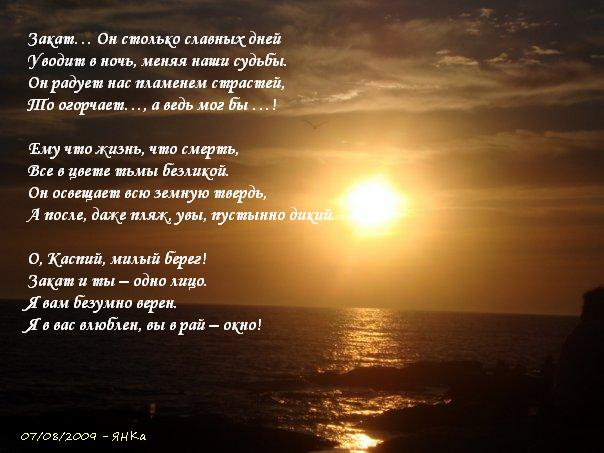 Закат… Он столько славных дней
Уводит в ночь, меняя наши судьбы.
Он радует нас пламенем страстей,
То огорчает…, а ведь мог бы …!
Ему что жизнь, что смерть,
Все в цвете тьмы безликой.
Он освещает всю земную твердь,
А после, даже пляж, увы, пустынно дикий.
О, Каспий, милый берег!
Закат и ты – одно лицо.
Я вам безумно верен.
Я в вас влюблен, вы в рай – окно!
07/08/2009 - ЯНКа